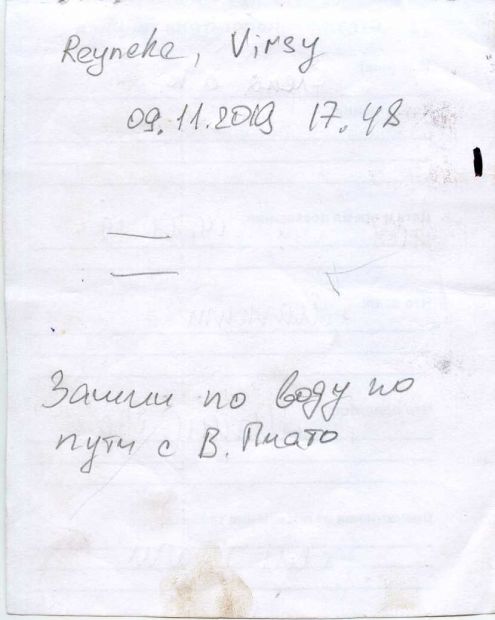 Reyneke, Virsy
09.11.2019 17.48
Зашли по воду по
пути с В. Плато